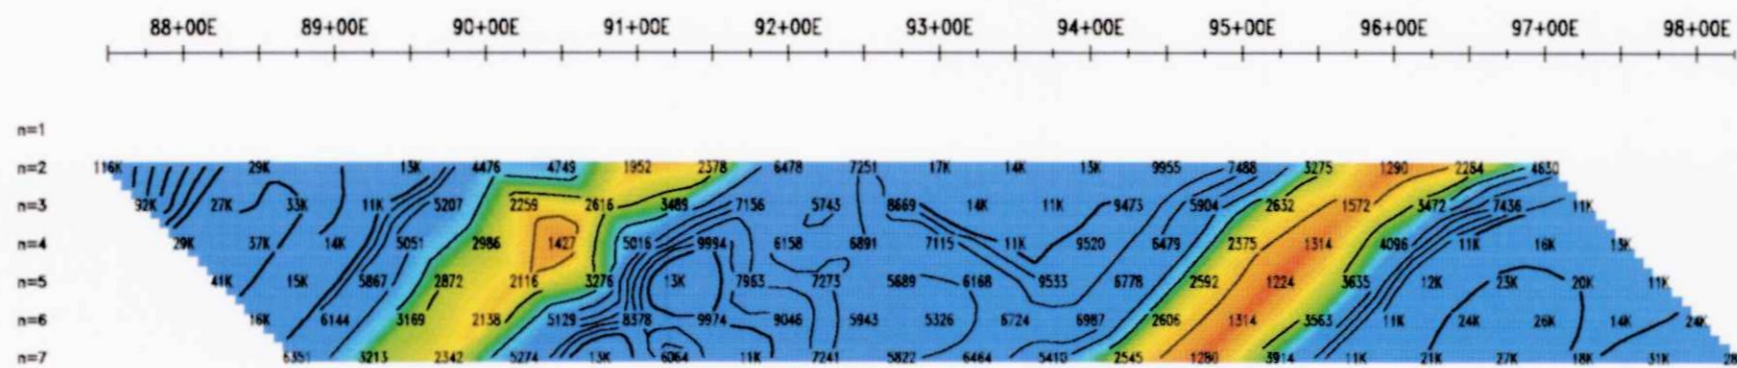 88+00E 89+00E 90+00E 91+00E 92+00E 93+00E 94+00E 95+00E 96+00E 97+00E 98+00E
n=1
n=2 116K 29K 13K 4476 4749 1952 2378 6478 7251 17K 14K 13K 9955 7488 3275 1290 2284 4630
n=3 92K 27K 33K 11K 5207 2259 2616 3489 7156 5743 8669 14K 11K 9473 5904 2632 1572 3472 7436 11K
n=4 29K 37K 14K 5051 2986 1427 5016 9994 6158 6891 7115 11K 9520 6479 2375 1314 4096 11K 16K 13K
n=5 41K 15K 5867 2872 2116 3276 13K 7963 7273 5689 6168 9533 6778 2592 1224 3635 12K 23K 20K 11K
n=6 16K 6144 3169 2138 5129 8378 9974 9046 5943 5326 6724 6987 2606 1314 3563 11K 24K 26K 14K 24K
n=7 6351 3213 2342 5274 13K 6064 11K 7241 5822 6464 5410 2545 1280 3914 11K 21K 27K 18K 31K